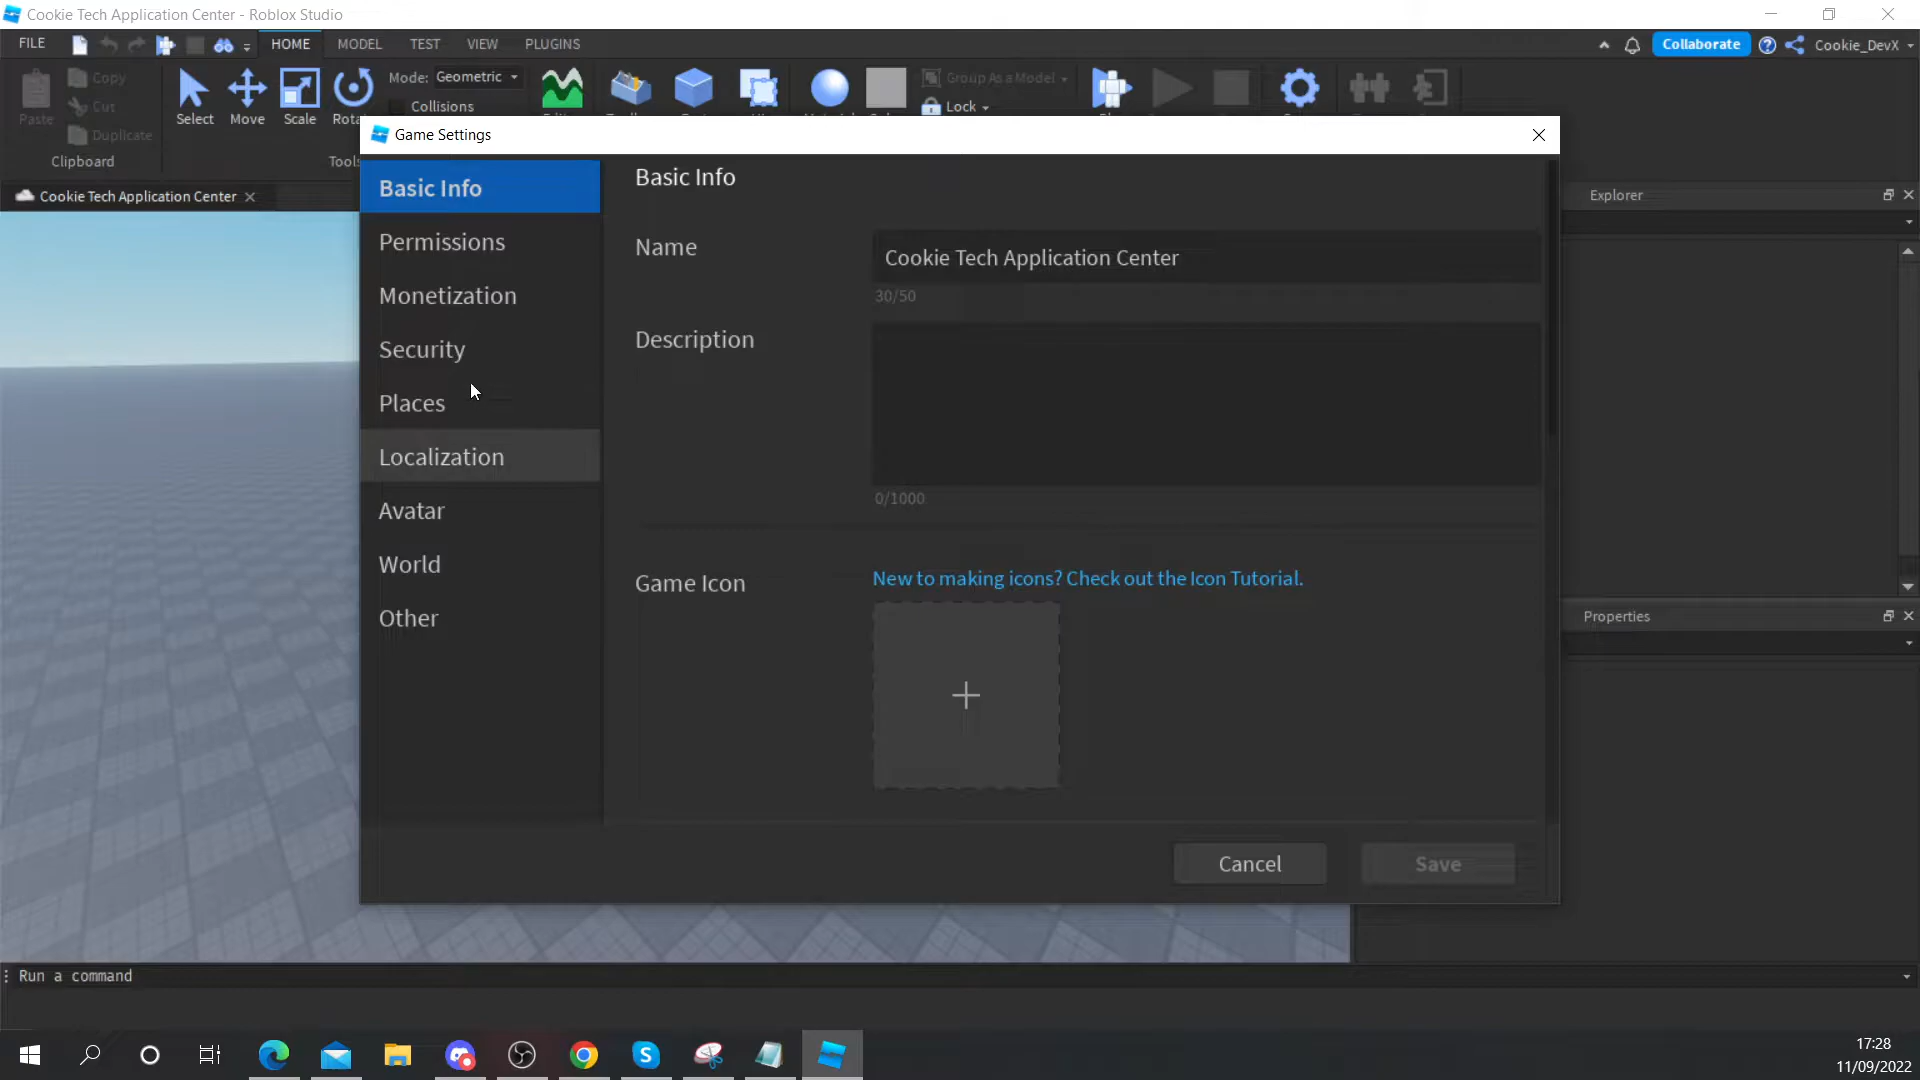 Cookie Tech Application Center - Roblox Studio
FILE
HOME
MODEL
TEST
VIEW
PLUGINS
Collaborate
Cookie_DevX
Paste
Copy
Cut
Duplicate
Clipboard
Select
Move
Scale
Mode: Geometric
Collisions
Tools
Group As a Model
Lock
Game Settings
Cookie Tech Application Center
Basic Info
Permissions
Monetization
Security
Places
Localization
Avatar
World
Other
Basic Info
Name
Cookie Tech Application Center
30/50
Description
0/1000
Game Icon
New to making icons? Check out the Icon Tutorial.
Cancel
Save
Explorer
Properties
Run a command
17:28
11/09/2022